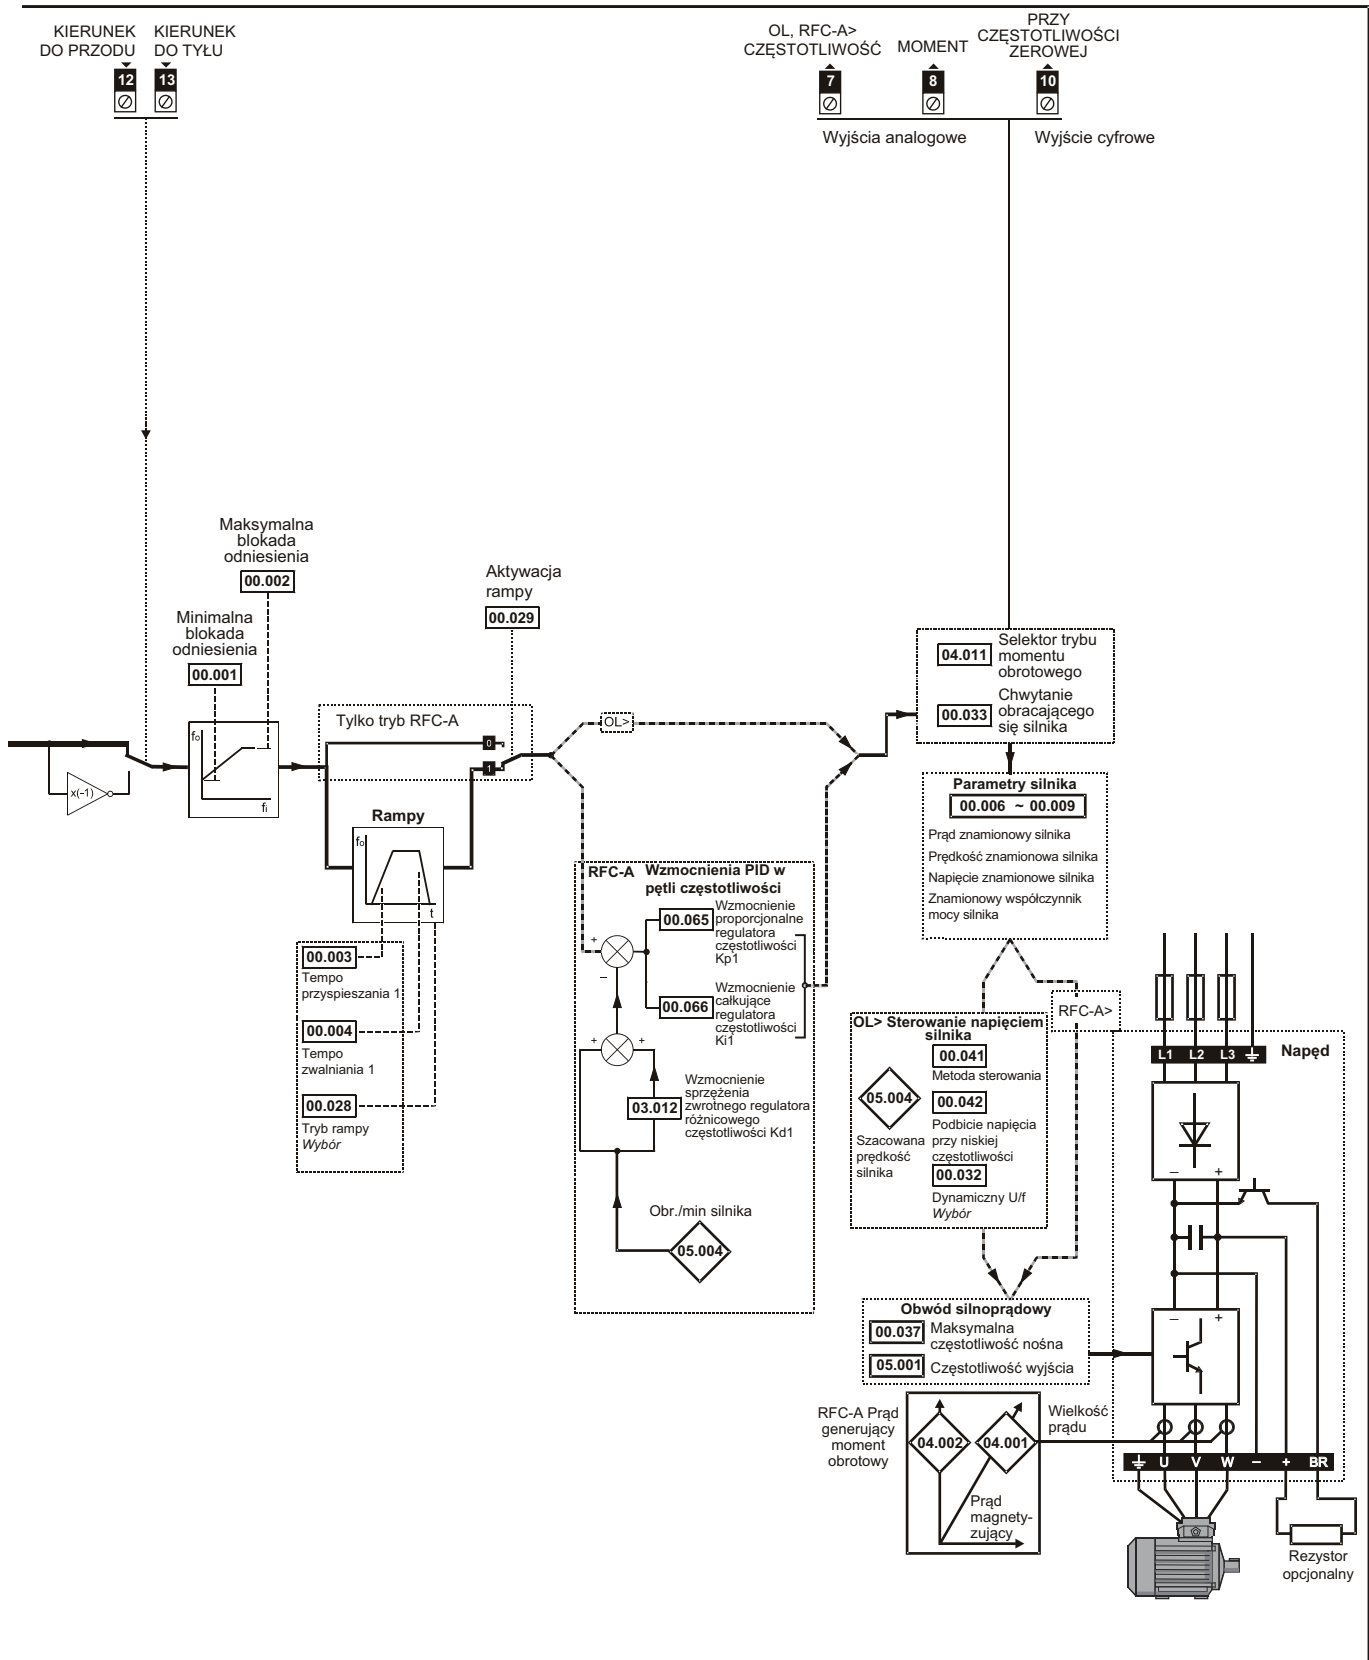 KIERUNEK
DO PRZODU
KIERUNEK
DO TYŁU
12
13
OL, RFC-A>
CZĘSTOTLIWOŚĆ
MOMENT
PRZY
CZĘSTOTLIWOŚCI
ZEROWEJ
7
8
10
Wyjścia analogowe
Wyjście cyfrowe
Maksymalna
blokada
odniesienia
00.002
Minimalna
blokada
odniesienia
00.001
Aktywacja
rampy
00.029
x(-1)
fo
fi
Tylko tryb RFC-A
0
1
OL>
Rampy
fo
t
00.003
Tempo
przyspieszania 1
00.004
Tempo
zwalniania 1
00.028
Tryb rampy
Wybór
RFC-A
Wzmocnienia PID w
pętli częstotliwości
00.065
Wzmocnienie
proporcjonalne
regulatora
częstotliwości
Kp1
+
−
00.066
Wzmocnienie
całkujące
regulatora
częstotliwości
Ki1
+
+
03.012
Wzmocnienie
sprzężenia
zwrotnego regulatora
różnicowego
częstotliwości Kd1
Obr./min silnika
05.004
04.011
Selektor trybu
momentu
obrotowego
00.033
Chwytanie
obracającego
się silnika
Parametry silnika
00.006 ~ 00.009
Prąd znamionowy silnika
Prędkość znamionowa silnika
Napięcie znamionowe silnika
Znamionowy współczynnik
mocy silnika
RFC-A>
OL> Sterowanie napięciem
silnika
00.041
Metoda sterowania
05.004
Szacowana
prędkość
silnika
00.042
Podbicie napięcia
przy niskiej
częstotliwości
00.032
Dynamiczny U/f
Wybór
Obwód silnoprądowy
00.037
Maksymalna
częstotliwość nośna
05.001
Częstotliwość wyjścia
RFC-A Prąd
generujący
moment
obrotowy
04.002
04.001
Wielkość
prądu
Prąd
magnety-
zujący
L1
L2
L3
Napęd
−
+
−
+
U
V
W
−
+
BR
Rezystor
opcjonalny